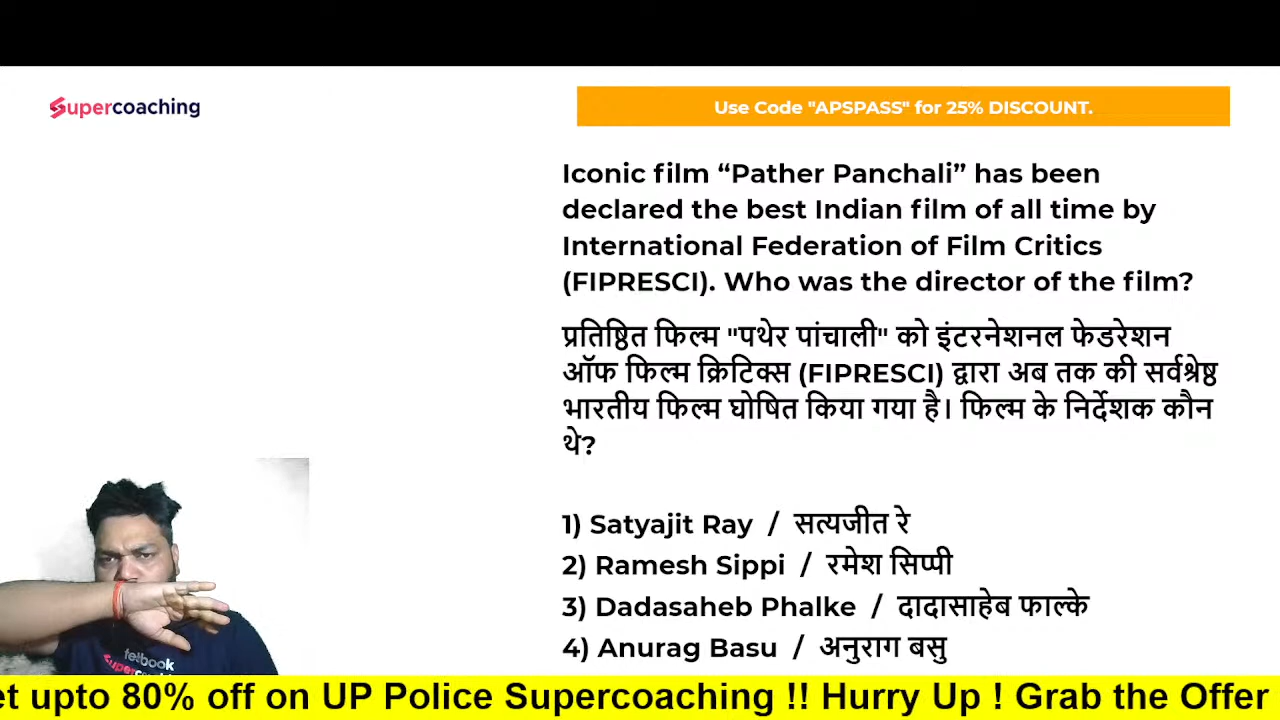 Supercoaching
Use Code "APSPASS" for 25% DISCOUNT.
Iconic film “Pather Panchali” has been
declared the best Indian film of all time by
International Federation of Film Critics
(FIPRESCI). Who was the director of the film?
प्रतिष्ठित फिल्म "पथेर पांचाली" को इंटरनेशनल फेडरेशन
ऑफ फिल्म क्रिटिक्स (FIPRESCI) द्वारा अब तक की सर्वश्रेष्ठ
भारतीय फिल्म घोषित किया गया है। फिल्म के निर्देशक कौन
थे?
1) Satyajit Ray / सत्यजीत रे
2) Ramesh Sippi / रमेश सिप्पी
3) Dadasaheb Phalke / दादासाहेब फाल्के
4) Anurag Basu / अनुराग बसु
upto 80% off on UP Police Supercoaching !! Hurry Up ! Grab the Offer